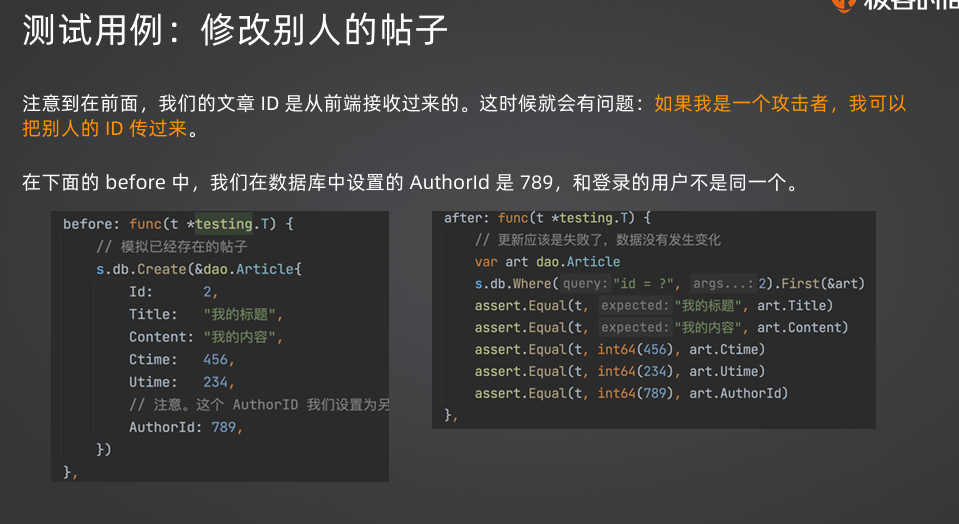 测试用例：修改别人的帖子
注意到在前面，我们的文章 ID 是从前端接收过来的。这时候就会有问题：如果我是一个攻击者，我可以
把别人的 ID 传过来。
在下面的 before 中，我们在数据库中设置的 AuthorId 是 789，和登录的用户不是同一个。
before: func(t *testing.T) {
// 模拟已经存在的帖子
s.db.Create(&dao.Article{
Id: 2,
Title: "我的标题",
Content: "我的内容",
Ctime: 456,
Utime: 234,
// 注意。这个 AuthorID 我们设置为另
AuthorId: 789,
})
},
after: func(t *testing.T) {
// 更新应该是失败了，数据没有发生变化
var art dao.Article
s.db.Where( query: "id = ?", args...: 2).First(&art)
assert.Equal(t, expected: "我的标题", art.Title)
assert.Equal(t, expected: "我的内容", art.Content)
assert.Equal(t, int64(456), art.Ctime)
assert.Equal(t, int64(234), art.Utime)
assert.Equal(t, int64(789), art.AuthorId)
},